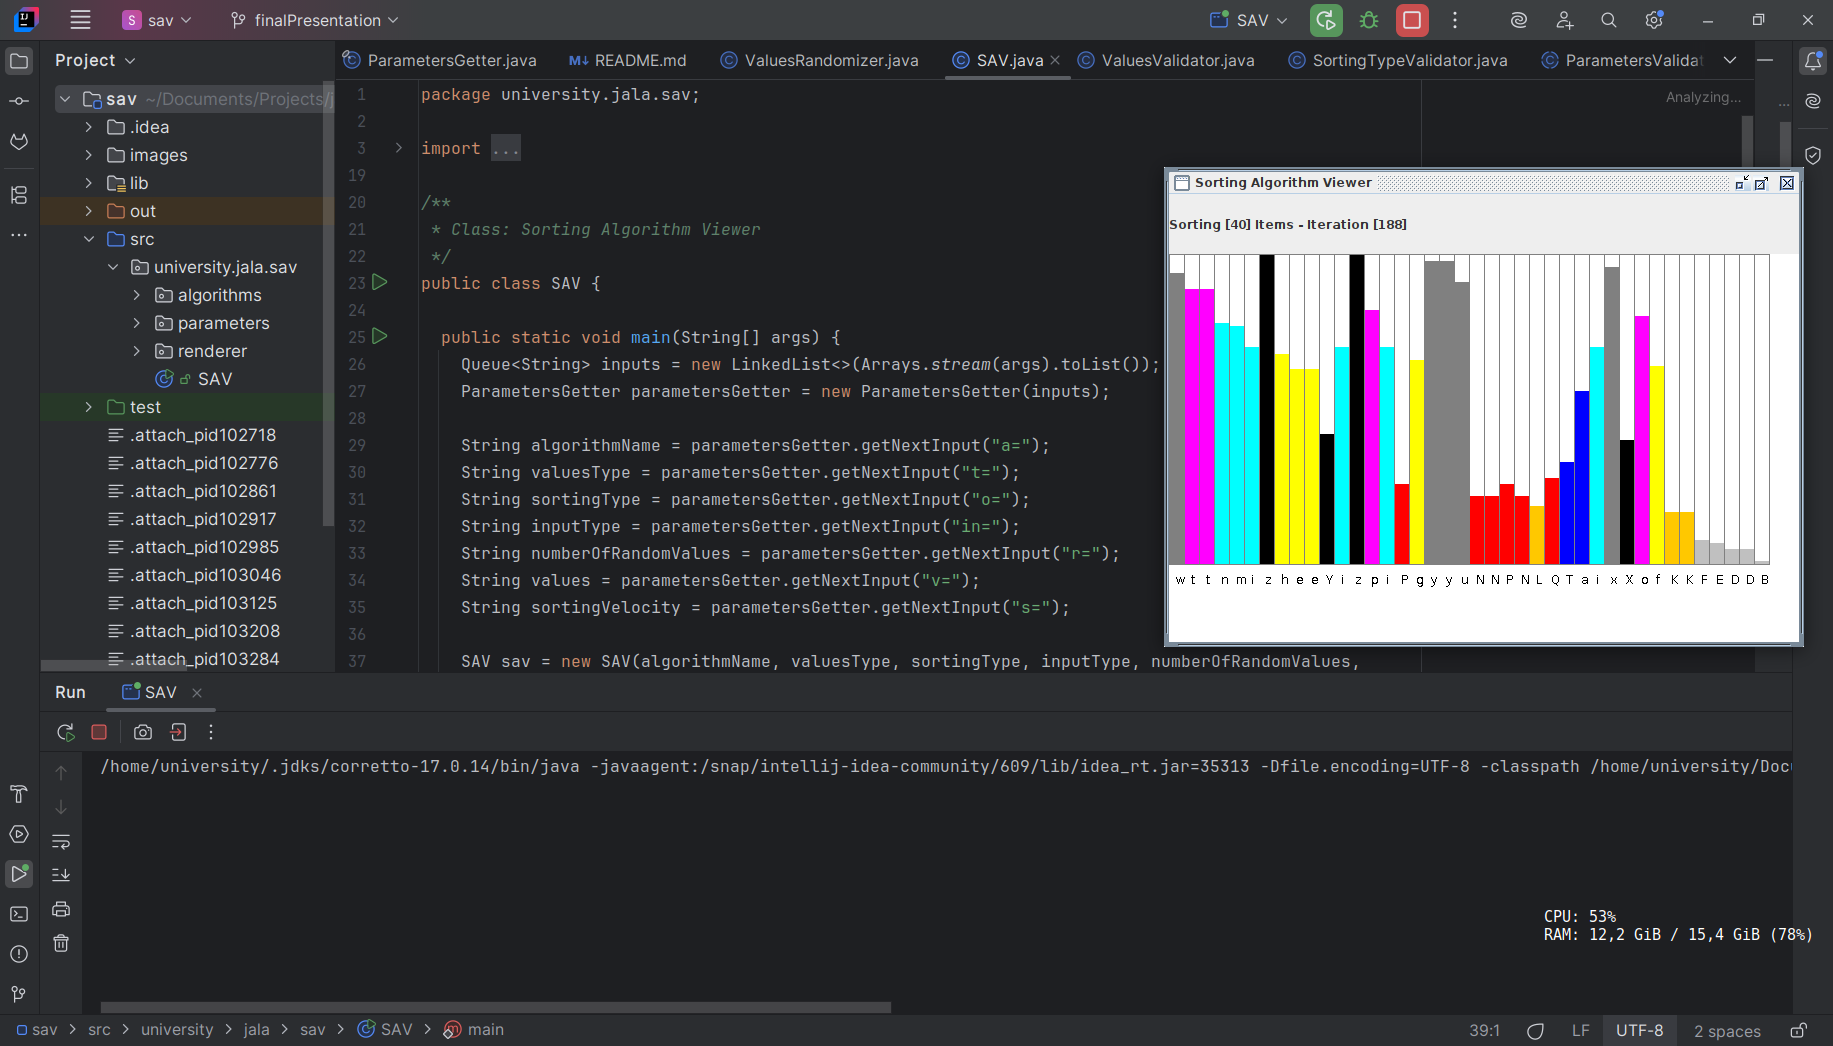 S sav finalPresentation SAV
Project
ParametersGetter.java README.md ValuesRandomizer.java SAV.java ValuesValidator.java SortingTypeValidator.java ParametersValidat
sav ~/Documents/Projects/j
.idea
images
lib
out
src
university.jala.sav
algorithms
parameters
renderer
SAV
test
.attach_pid102718
.attach_pid102776
.attach_pid102861
.attach_pid102917
.attach_pid102985
.attach_pid103046
.attach_pid103125
.attach_pid103208
.attach_pid103284
Analyzing...
1 package university.jala.sav;
2
3 import ...
19
20 /**
21 * Class: Sorting Algorithm Viewer
22 */
23 public class SAV {
24
25 public static void main(String[] args) {
26 Queue<String> inputs = new LinkedList<>(Arrays.stream(args).toList());
27 ParametersGetter parametersGetter = new ParametersGetter(inputs);
28
29 String algorithmName = parametersGetter.getNextInput("a=");
30 String valuesType = parametersGetter.getNextInput("t=");
31 String sortingType = parametersGetter.getNextInput("o=");
32 String inputType = parametersGetter.getNextInput("in=");
33 String numberOfRandomValues = parametersGetter.getNextInput("r=");
34 String values = parametersGetter.getNextInput("v=");
35 String sortingVelocity = parametersGetter.getNextInput("s=");
36
37 SAV sav = new SAV(algorithmName, valuesType, sortingType, inputType, numberOfRandomValues,
Sorting Algorithm Viewer
Sorting [40] Items - Iteration [188]
w t t n m i z h e e Y i z p i P g y y u N N P N L Q T a i x X o f K K F E D D B
Run SAV
/home/university/.jdks/corretto-17.0.14/bin/java -javaagent:/snap/intellij-idea-community/609/lib/idea_rt.jar=35313 -Dfile.encoding=UTF-8 -classpath /home/university/Doc
CPU: 53%
RAM: 12,2 GiB / 15,4 GiB (78%)
sav > src > university > jala > sav > SAV > main
39:1 LF UTF-8 2 spaces